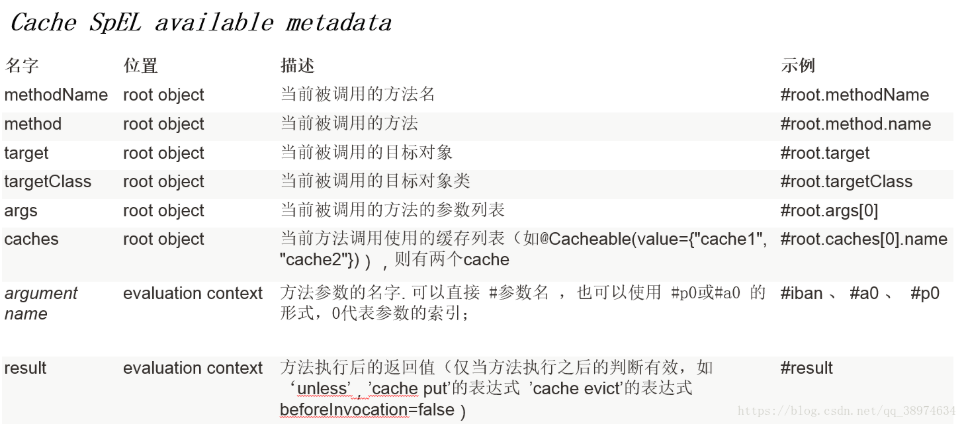 Cache SpEL available metadata
名字 位置 描述 示例
methodName root object 当前被调用的方法名 #root.methodName
method root object 当前被调用的方法 #root.method.name
target root object 当前被调用的目标对象 #root.target
targetClass root object 当前被调用的目标对象类 #root.targetClass
args root object 当前被调用的方法的参数列表 #root.args[0]
caches root object 当前方法调用使用的缓存列表（如@Cacheable(value={"cache1", #root.caches[0].name
"cache2"})），则有两个cache
argument evaluation context 方法参数的名字. 可以直接 #参数名 ，也可以使用 #p0或#a0 的 #iban 、 #a0 、 #p0
name 形式，0代表参数的索引；
result evaluation context 方法执行后的返回值（仅当方法执行之后的判断有效，如 #result
‘unless’，’cache put’的表达式 ’cache evict’的表达式
beforeInvocation=false）
https://blog.csdn.net/qq_38974634